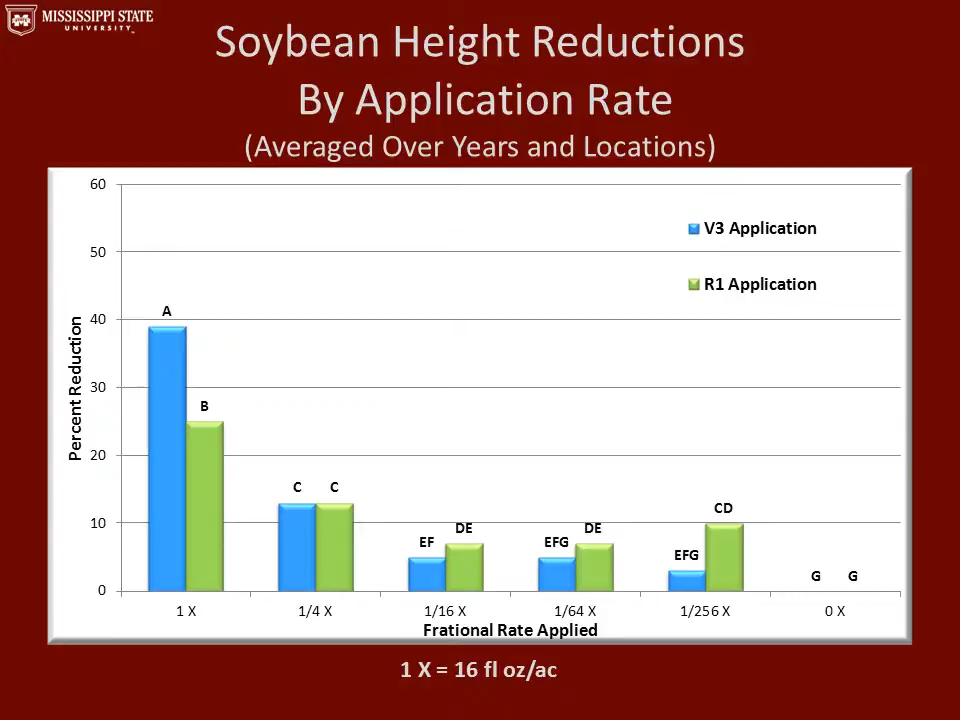 MISSISSIPPI STATE
UNIVERSITY™
Soybean Height Reductions
By Application Rate
(Averaged Over Years and Locations)
60
50
40
30
20
10
0
Percent Reduction
V3 Application
R1 Application
A
B
C C
EF DE
EFG DE
EFG CD
G G
1 X 1/4 X 1/16 X 1/64 X 1/256 X 0 X
Frational Rate Applied
1 X = 16 fl oz/ac